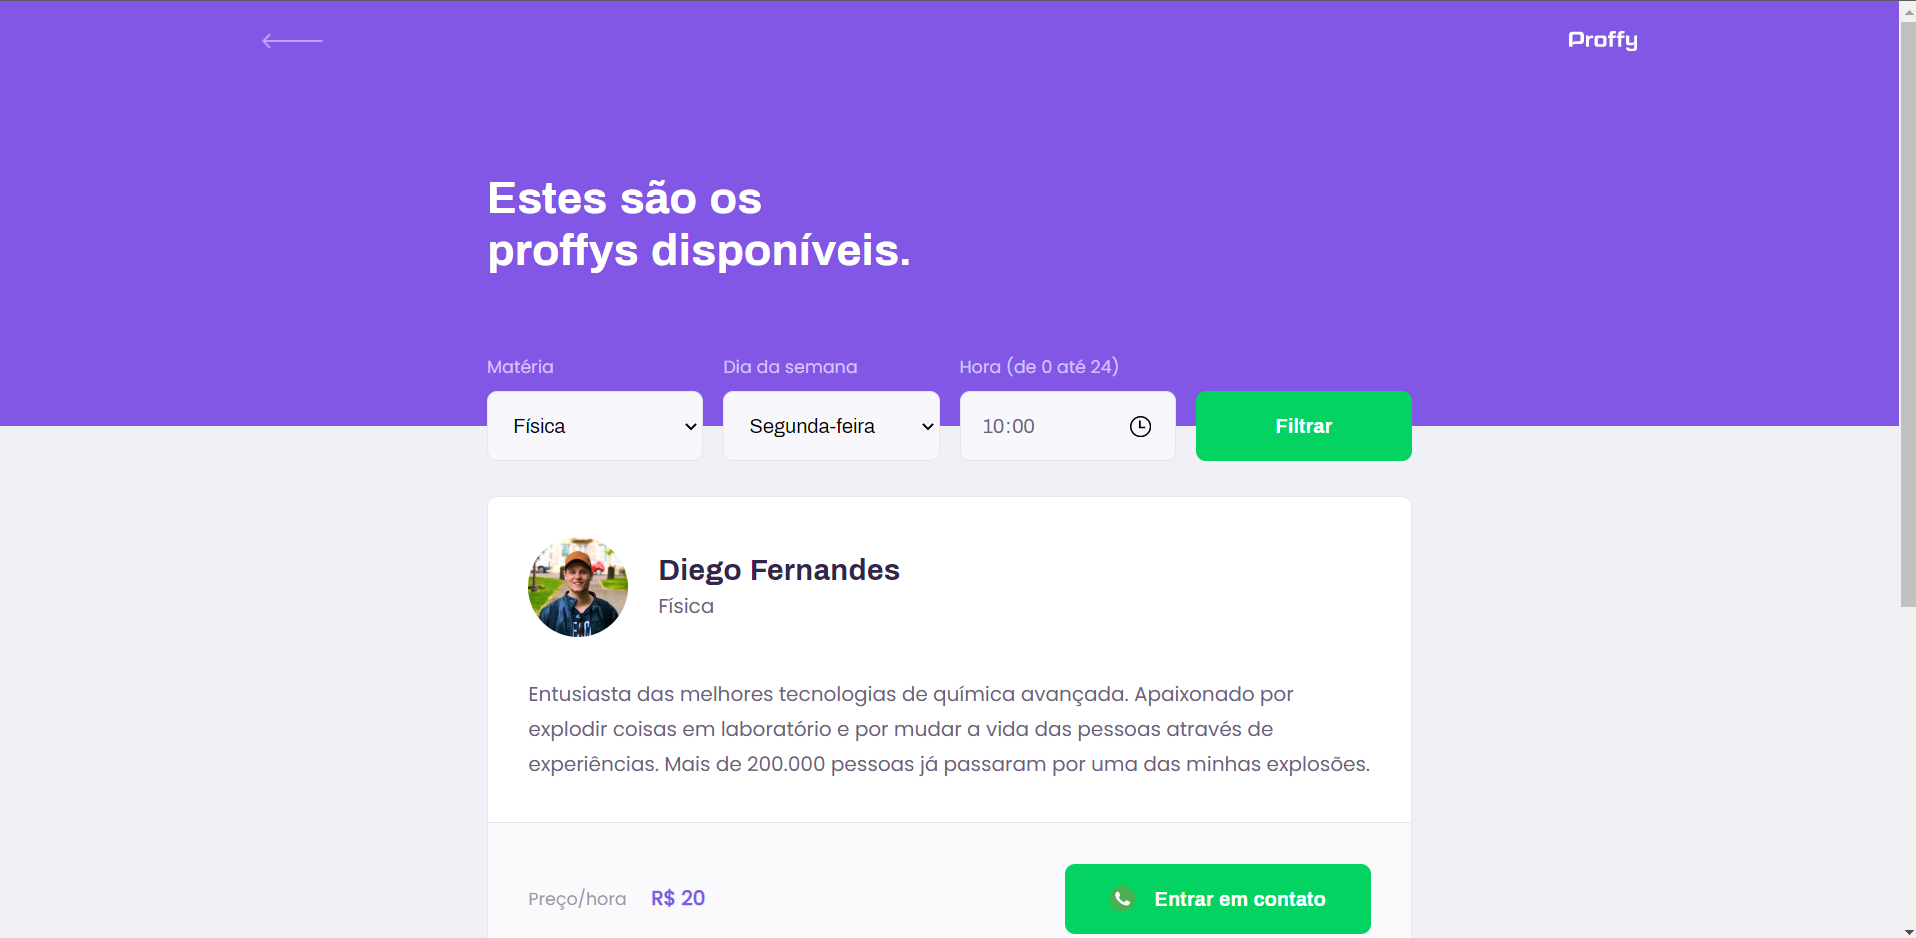 Proffy
Estes são os
proffys disponíveis.
Matéria
Dia da semana
Hora (de 0 até 24)
Física
Segunda-feira
10:00
Filtrar
Diego Fernandes
Física
Entusiasta das melhores tecnologias de química avançada. Apaixonado por
explodir coisas em laboratório e por mudar a vida das pessoas através de
experiências. Mais de 200.000 pessoas já passaram por uma das minhas explosões.
Preço/hora
R$ 20
Entrar em contato